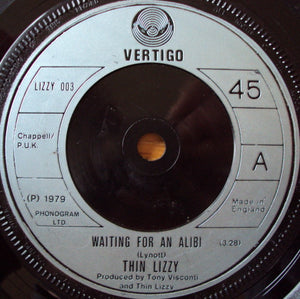 VERTIGO
LIZZY 003
45
Chappell/
P.U.K.
A
(P) 1979
PHONOGRAM
LTD.
Made in
England
WAITING FOR AN ALIBI (3.28)
(Lynott)
THIN LIZZY
Produced by Tony Visconti
and Thin Lizzy